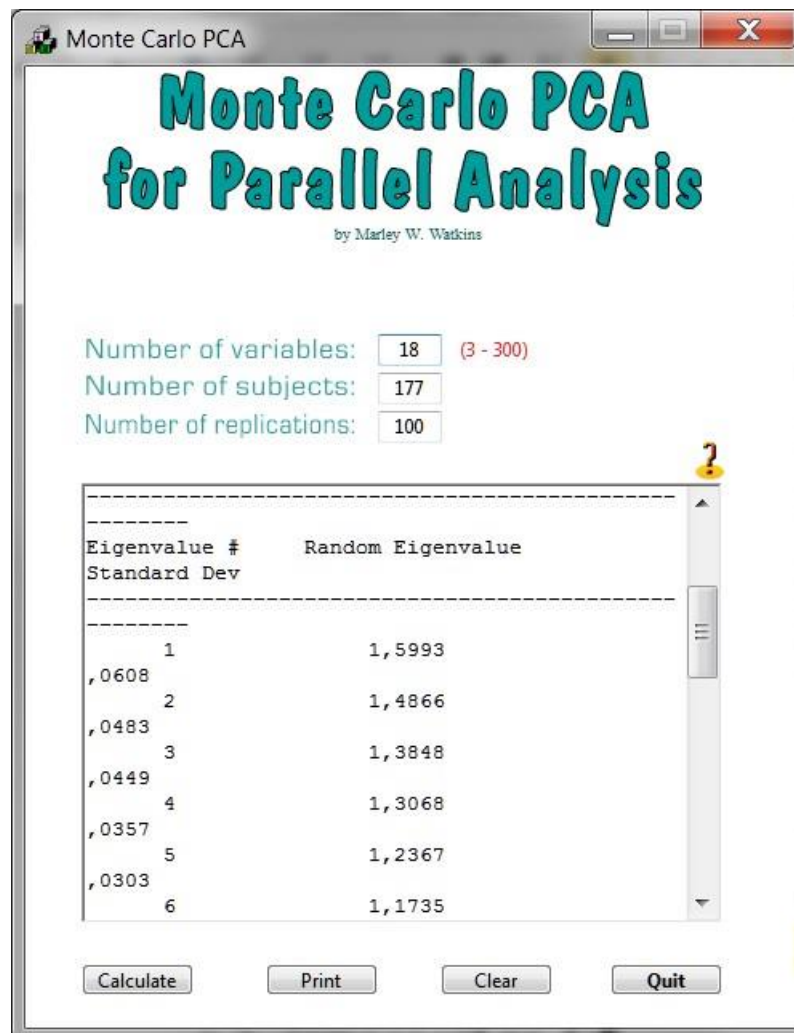 Monte Carlo PCA
Monte Carlo PCA
for Parallel Analysis
by Marley W. Watkins
Number of variables: 18 (3 - 300)
Number of subjects: 177
Number of replications: 100
?
----------------------------------------------
--------
Eigenvalue # Random Eigenvalue
Standard Dev
----------------------------------------------
--------
1 1,5993
,0608
2 1,4866
,0483
3 1,3848
,0449
4 1,3068
,0357
5 1,2367
,0303
6 1,1735
Calculate Print Clear Quit